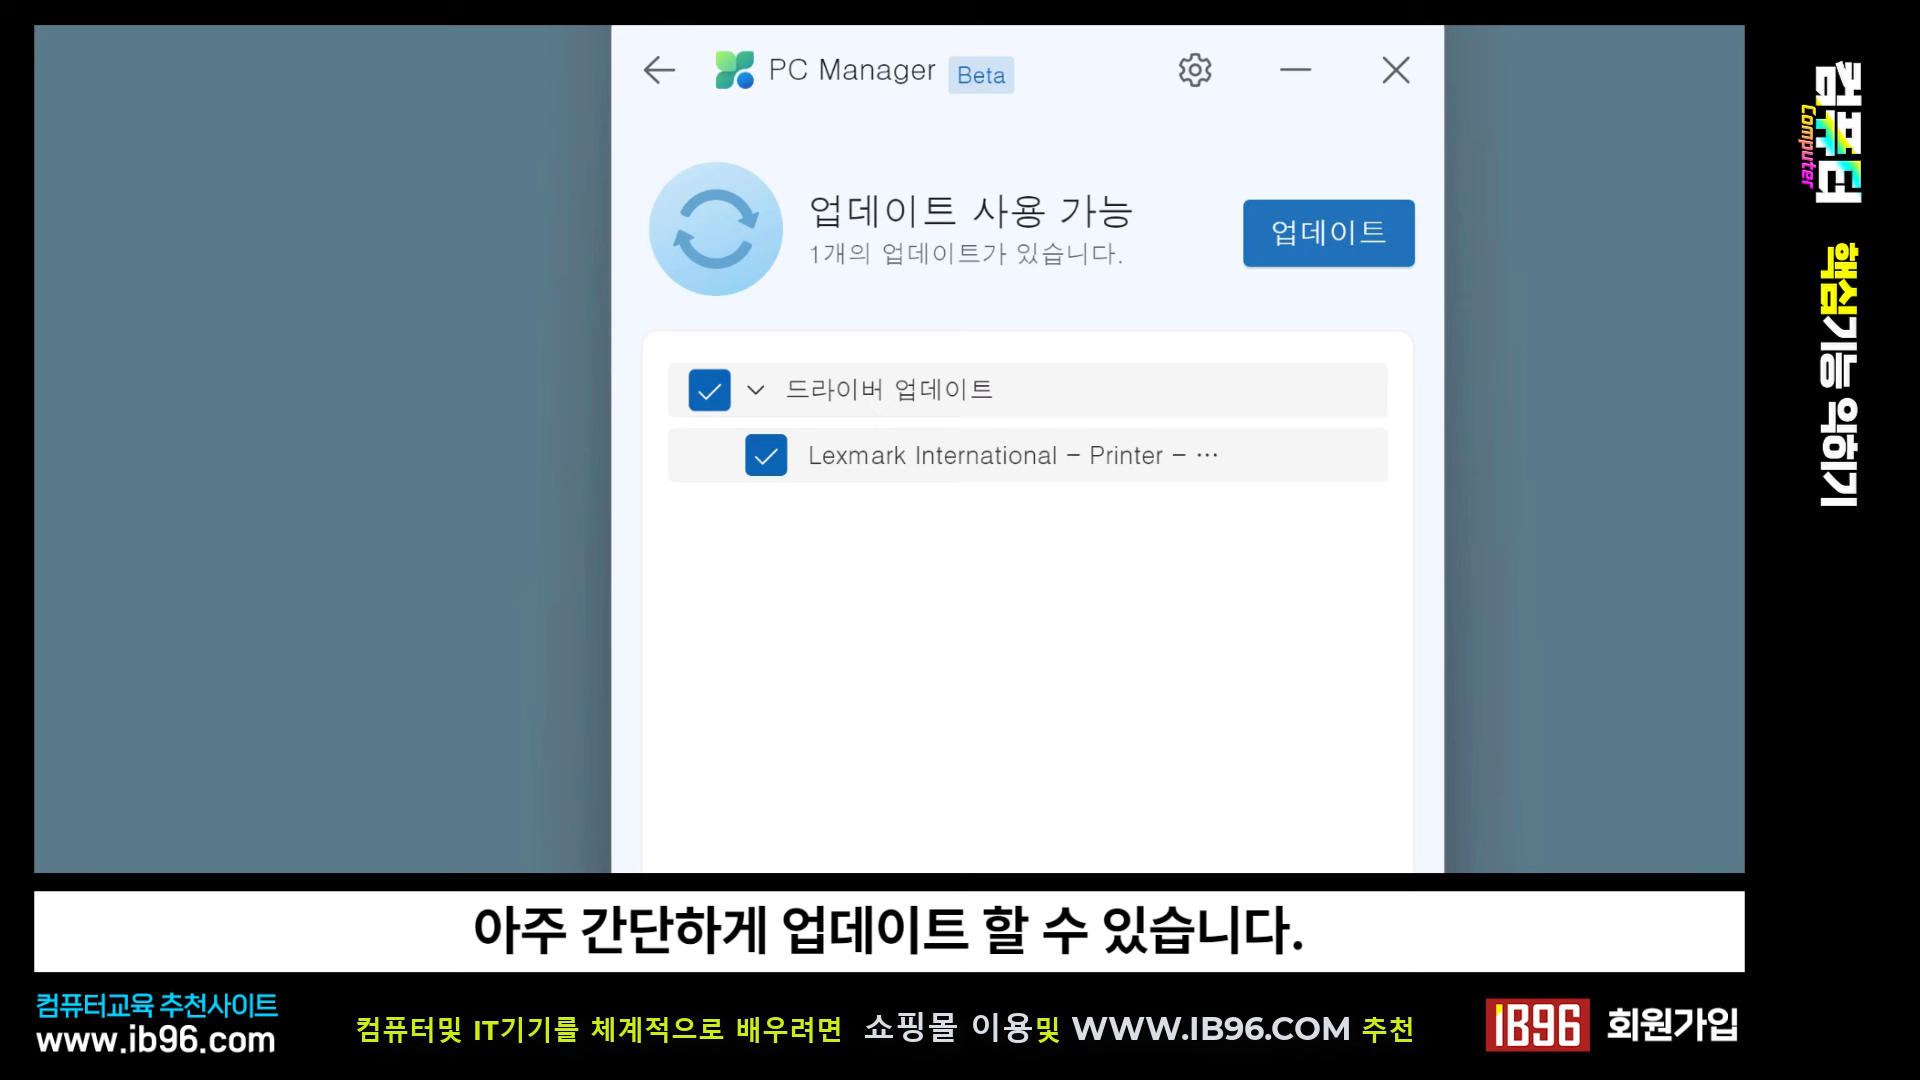 PC Manager Beta
업데이트 사용 가능
1개의 업데이트가 있습니다.
업데이트
드라이버 업데이트
Lexmark International - Printer - ...
아주 간단하게 업데이트 할 수 있습니다.
컴퓨터교육 추천사이트
www.ib96.com
컴퓨터및 IT기기를 체계적으로 배우려면 쇼핑몰 이용및 WWW.IB96.COM 추천
IB96 회원가입
컴퓨터 핵심기능 익히기
Computer